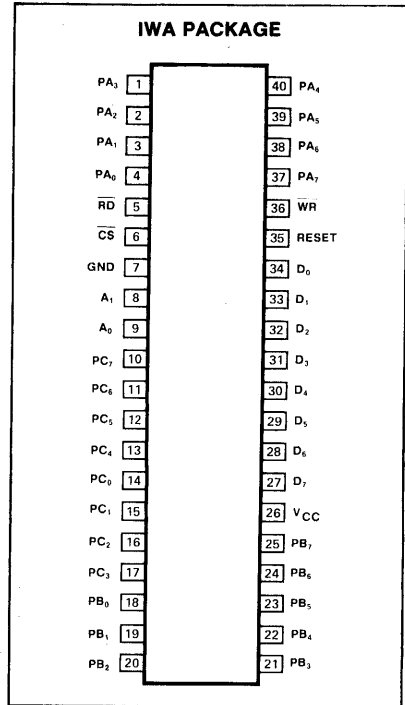 IWA PACKAGE
PA₃ 1 40 PA₄
PA₂ 2 39 PA₅
PA₁ 3 38 PA₆
PA₀ 4 37 PA₇
R̅D̅ 5 36 W̅R̅
C̅S̅ 6 35 RESET
GND 7 34 D₀
A₁ 8 33 D₁
A₀ 9 32 D₂
PC₇ 10 31 D₃
PC₆ 11 30 D₄
PC₅ 12 29 D₅
PC₄ 13 28 D₆
PC₀ 14 27 D₇
PC₁ 15 26 V_CC
PC₂ 16 25 PB₇
PC₃ 17 24 PB₆
PB₀ 18 23 PB₅
PB₁ 19 22 PB₄
PB₂ 20 21 PB₃